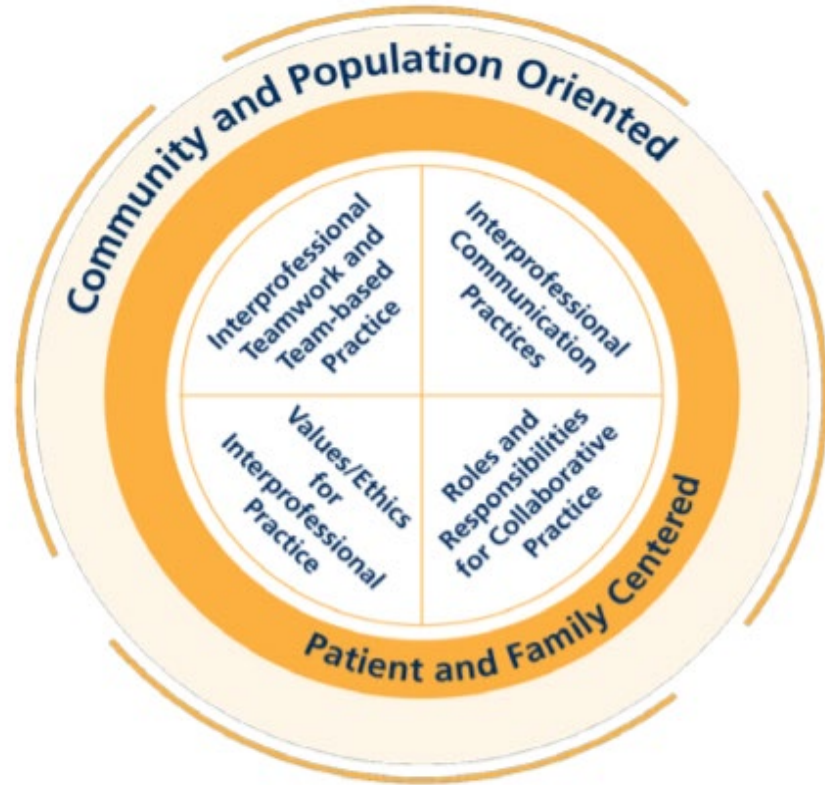 Community and Population Oriented
Interprofessional
Teamwork and
Team-based
Practice
Interprofessional
Communication
Practices
Values/Ethics
for
Interprofessional
Practice
Roles and
Responsibilities
for Collaborative
Practice
Patient and Family Centered